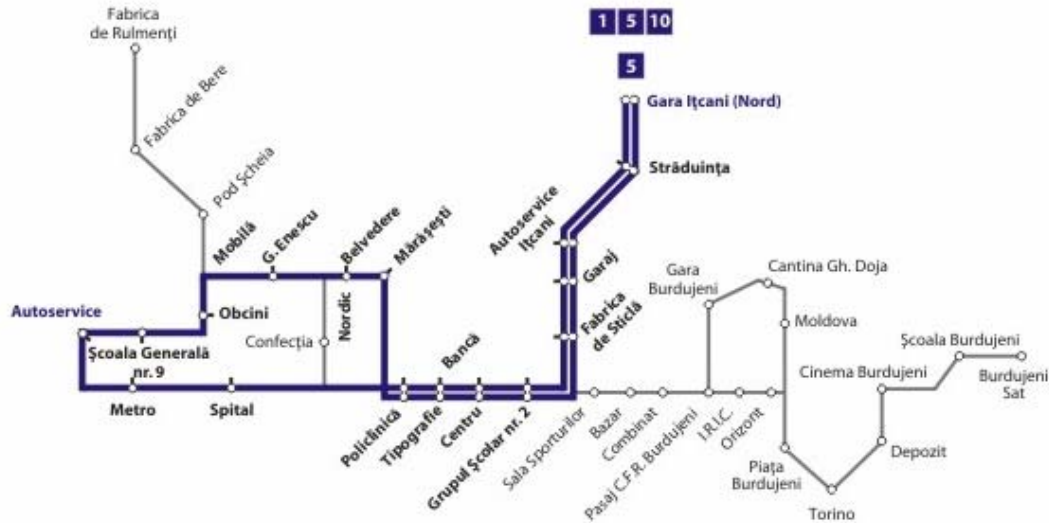 1 5 10
5
Fabrica
de Rulmenți
Fabrica de Bere
Pod Șcheia
Gara Ițcani (Nord)
Străduința
Mobilă
G. Enescu
Belvedere
Mărășești
Autoservice
Ițcani
Garaj
Fabrica
de Sticlă
Gara
Burdujeni
Cantina Gh. Doja
Moldova
Autoservice
Obcini
Școala Generală
nr. 9
Confecția
Nordic
Bancă
Școala Burdujeni
Cinema Burdujeni
Burdujeni
Sat
Metro
Spital
Policlinică
Tipografie
Centru
Grupul Școlar nr. 2
Sala Sporturilor
Bazar
Combinat
Pasaj C.F.R. Burdujeni
I.R.I.C.
Orizont
Piața
Burdujeni
Depozit
Torino